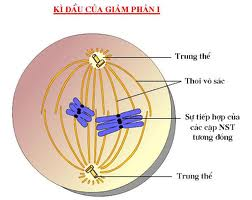 KÌ ĐẦU CỦA GIẢM PHÂN I
Trung thể
Thoi vô sắc
Sự tiếp hợp của
các cặp NST
tương đồng
Trung thể